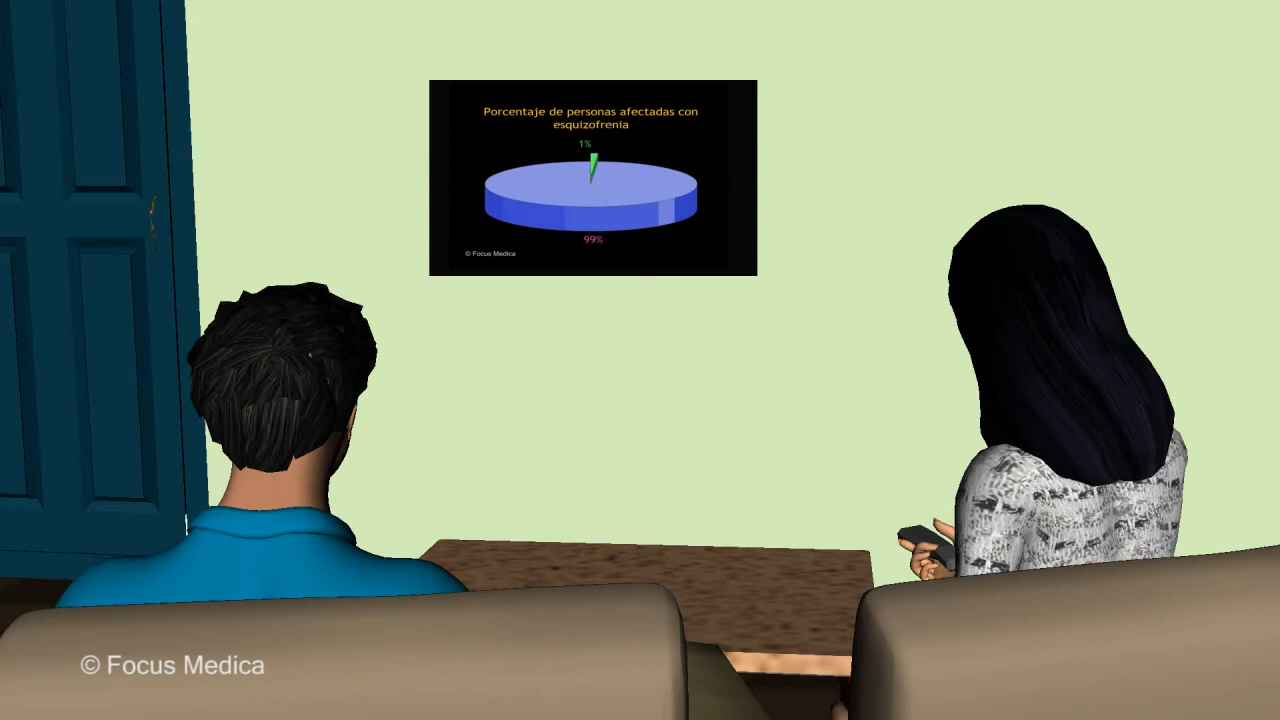 Porcentaje de personas afectadas con
esquizofrenia
1%
99%
© Focus Medica
© Focus Medica